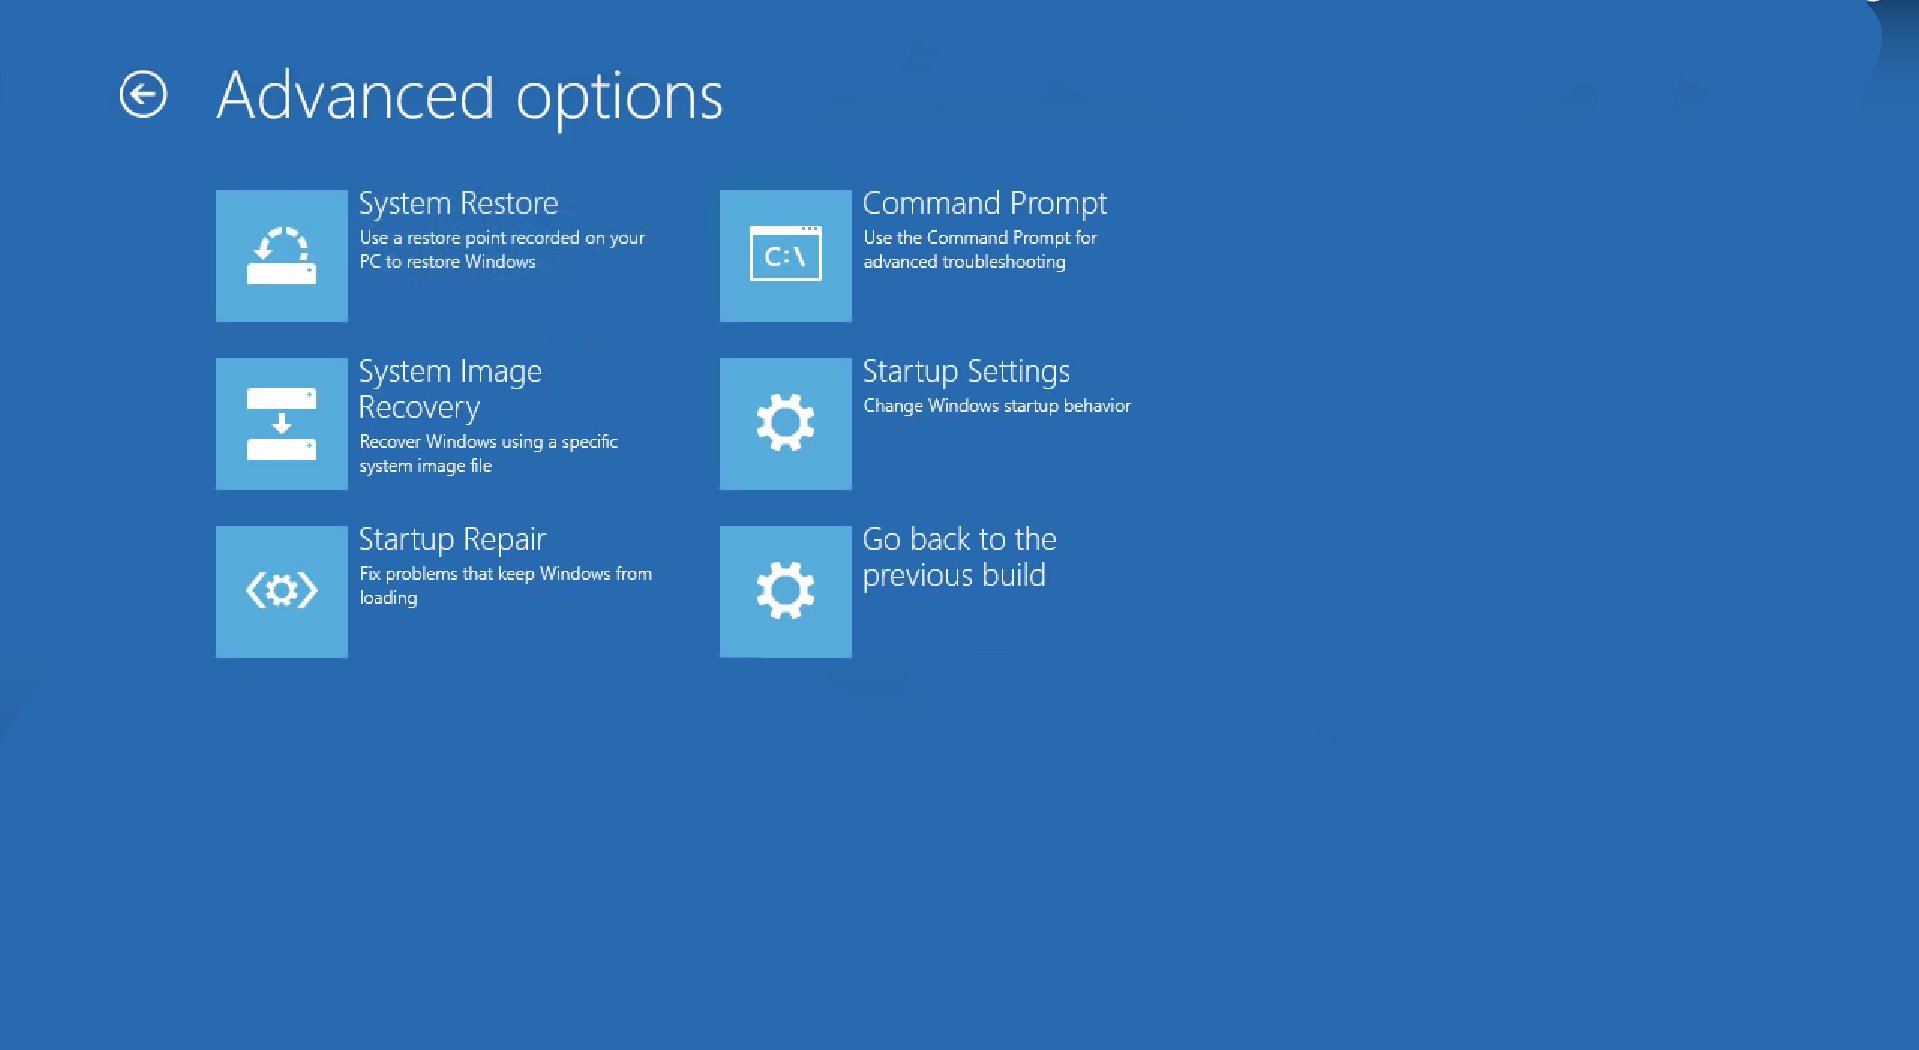 Advanced options
System Restore
Use a restore point recorded on your
PC to restore Windows
System Image
Recovery
Recover Windows using a specific
system image file
Startup Repair
Fix problems that keep Windows from
loading
Command Prompt
Use the Command Prompt for
advanced troubleshooting
C:\
Startup Settings
Change Windows startup behavior
Go back to the
previous build